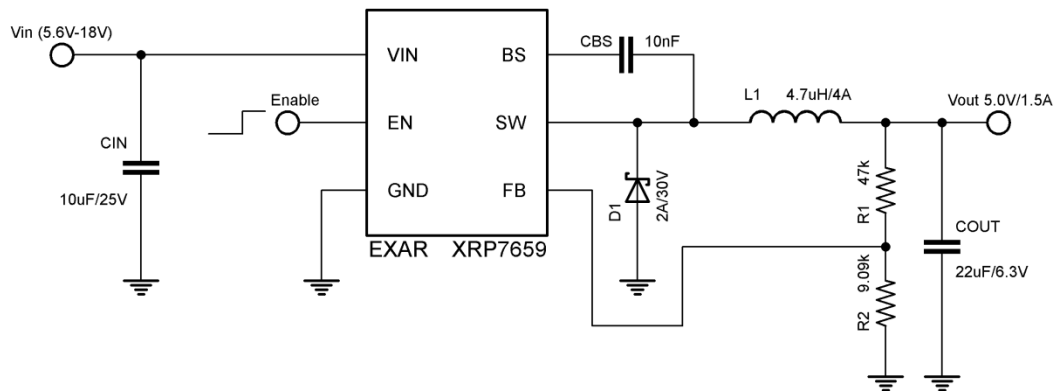 Vin (5.6V-18V)
CIN
10uF/25V
Enable
VIN
EN
GND
BS
SW
FB
EXAR XRP7659
CBS 10nF
D1
2A/30V
L1 4.7uH/4A
Vout 5.0V/1.5A
47k
R1
9.09k
R2
COUT
22uF/6.3V